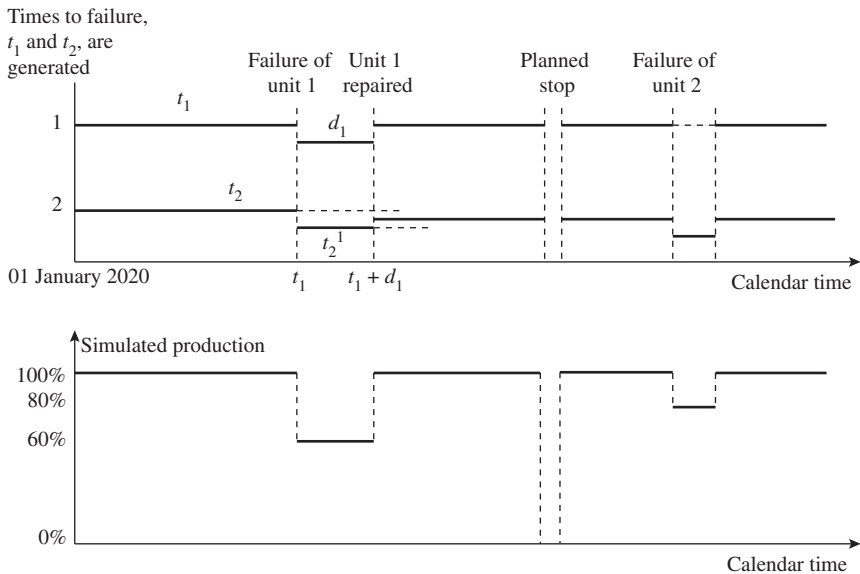 Times to failure,
t₁ and t₂, are
generated
Failure of
unit 1
Unit 1
repaired
Planned
stop
Failure of
unit 2
t₁
1
d₁
t₂
2
t₂¹
01 January 2020
t₁
t₁ + d₁
Calendar time
Simulated production
100%
80%
60%
0%
Calendar time